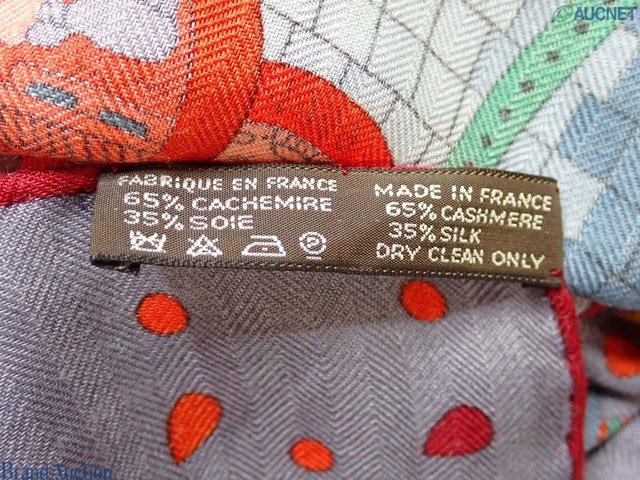 AUCNET
FABRIQUE EN FRANCE
65% CACHEMIRE
35% SOIE
MADE IN FRANCE
65% CASHMERE
35% SILK
DRY CLEAN ONLY
P
Brand Auction